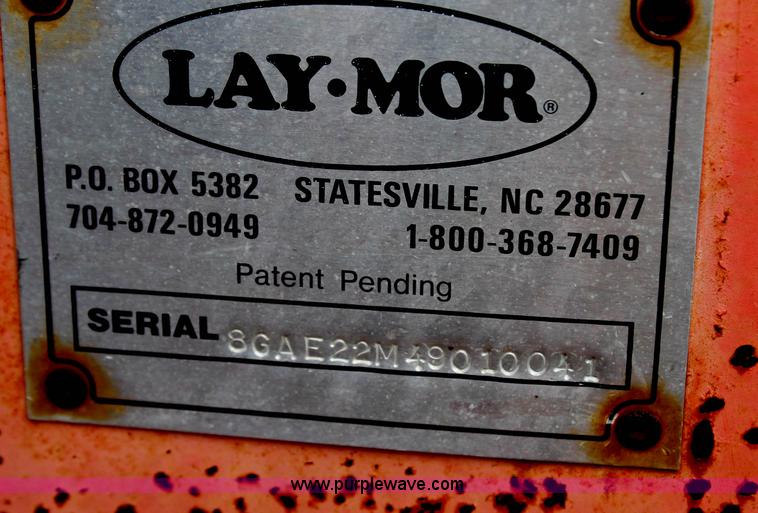 LAY·MOR®
P.O. BOX 5382 STATESVILLE, NC 28677
704-872-0949 1-800-368-7409
Patent Pending
SERIAL 8GAE22M49010041
www.purplewave.com